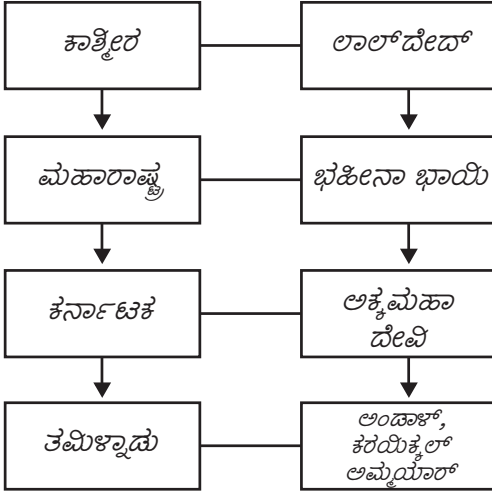 ಕಾಶ್ಮೀರ
ಲಾಲ್‌ದೇದ್
ಮಹಾರಾಷ್ಟ್ರ
ಭಹೀನಾ ಭಾಯಿ
ಕರ್ನಾಟಕ
ಅಕ್ಕಮಹಾ
ದೇವಿ
ತಮಿಳ್ನಾಡು
ಅಂಡಾಳ್,
ಕರಯಿಕ್ಕಲ್
ಅಮ್ಮಯಾರ್